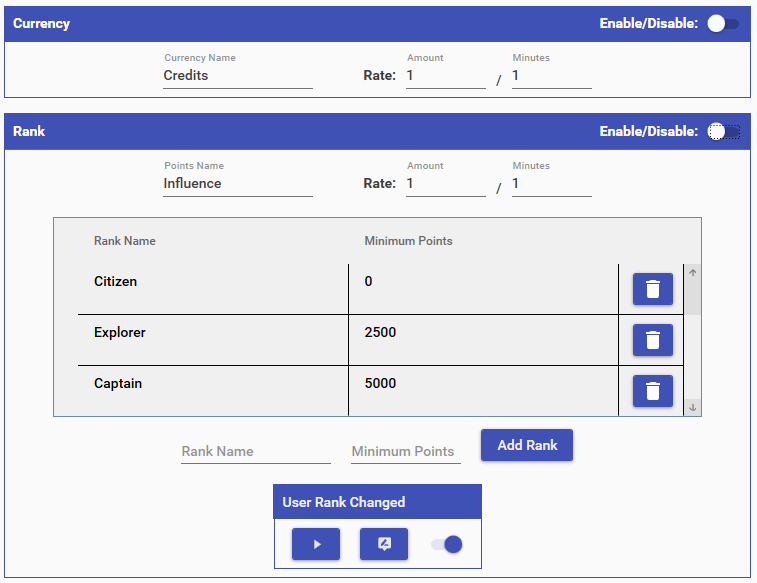 Currency Enable/Disable:
Currency Name Amount Minutes
Credits Rate: 1 / 1
Rank Enable/Disable:
Points Name Amount Minutes
Influence Rate: 1 / 1
Rank Name Minimum Points
Citizen 0
Explorer 2500
Captain 5000
Rank Name Minimum Points Add Rank
User Rank Changed